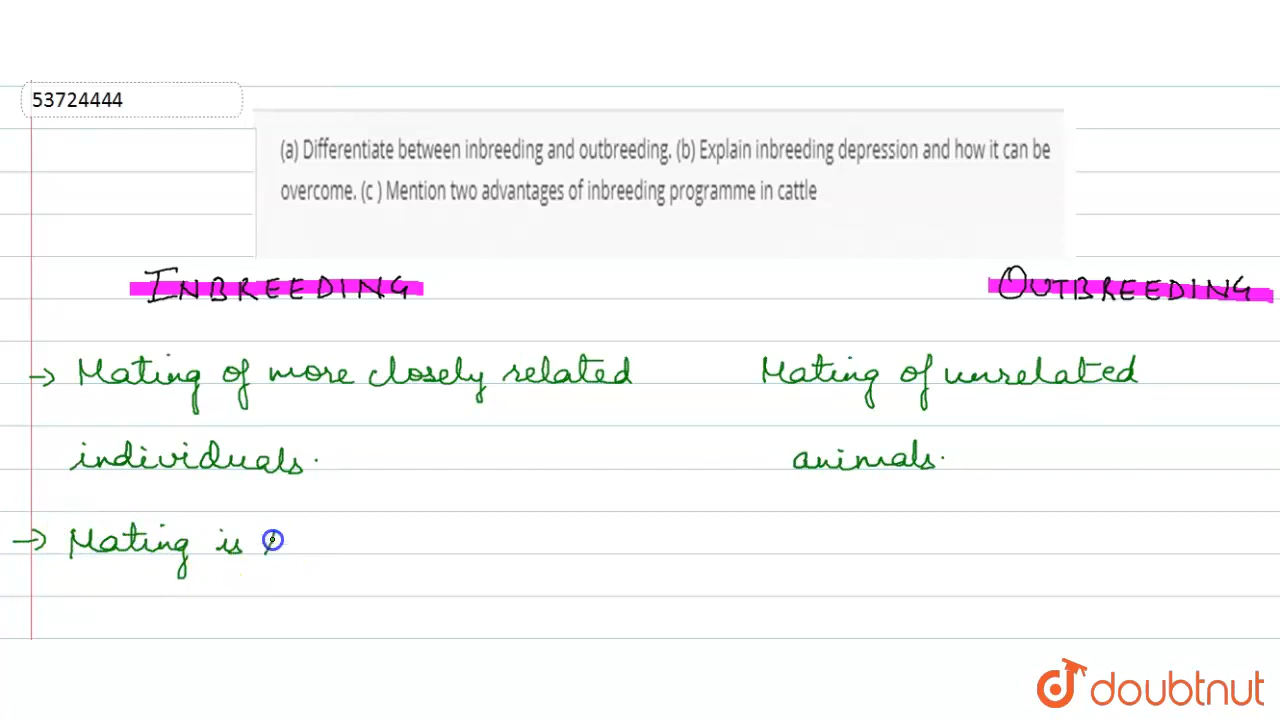 53724444
(a) Differentiate between inbreeding and outbreeding. (b) Explain inbreeding depression and how it can be
overcome. (c ) Mention two advantages of inbreeding programme in cattle
INBREEDING OUTBREEDING
→ Mating of more closely related Mating of unrelated
individuals. animals.
→ Mating is
doubtnut